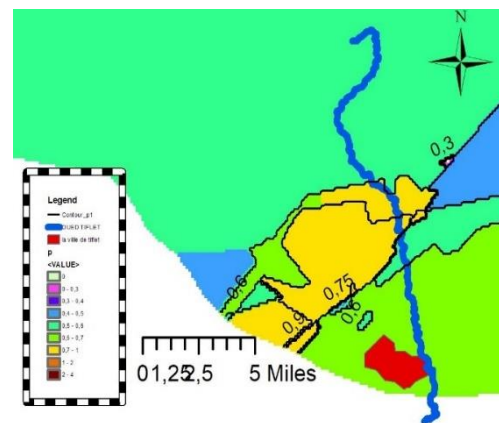 N
0,3
0,6
0,75
0,6
0,9
Legend
Contour_p1
OUED TIFLET
la ville de tiflet
p
<VALUE>
0
0 - 0,3
0,3 - 0,4
0,4 - 0,5
0,5 - 0,6
0,6 - 0,7
0,7 - 1
1 - 2
2 - 4
0 1,25 2,5 5 Miles